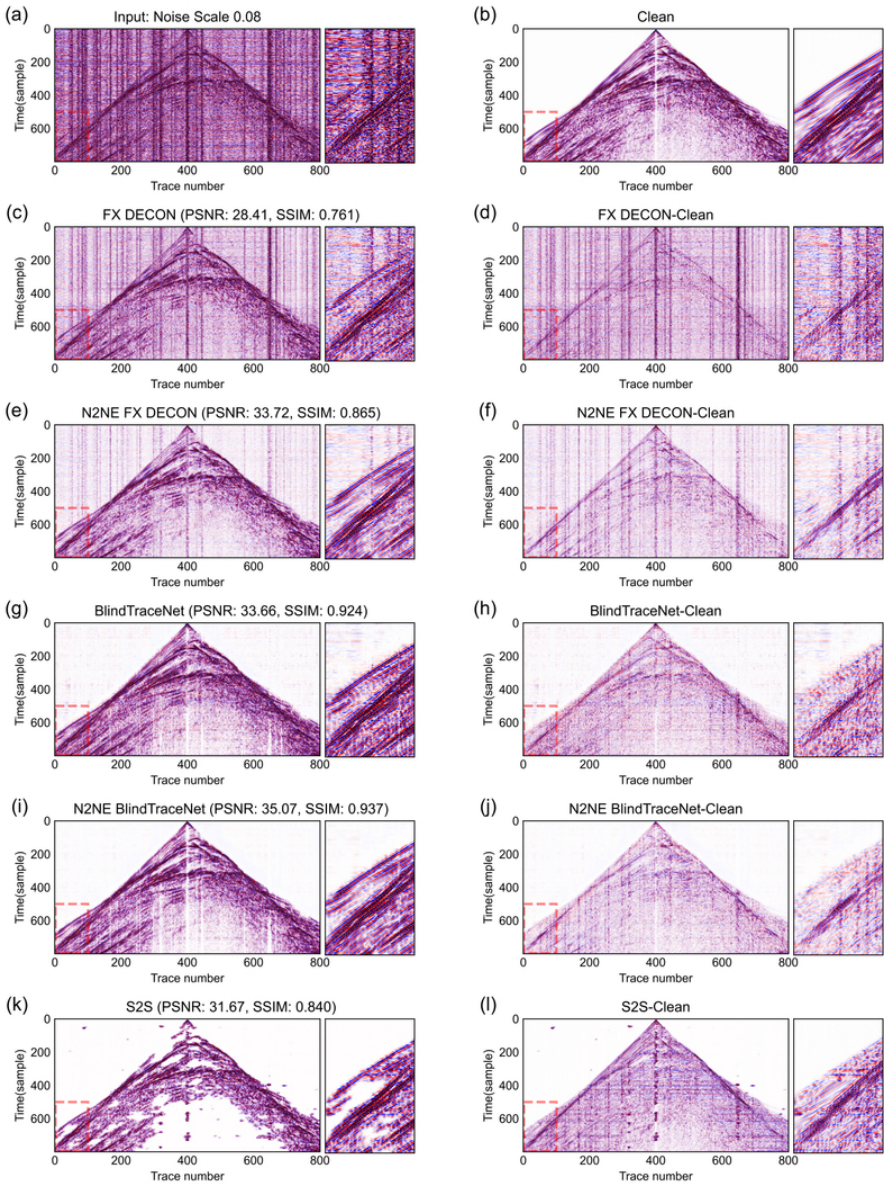 (a) Input: Noise Scale 0.08
0
200
400
600
Time(sample)
0 200 400 600 800
Trace number
(b) Clean
0
200
400
600
Time(sample)
0 200 400 600 800
Trace number
(c) FX DECON (PSNR: 28.41, SSIM: 0.761)
0
200
400
600
Time(sample)
0 200 400 600 800
Trace number
(d) FX DECON-Clean
0
200
400
600
Time(sample)
0 200 400 600 800
Trace number
(e) N2NE FX DECON (PSNR: 33.72, SSIM: 0.865)
0
200
400
600
Time(sample)
0 200 400 600 800
Trace number
(f) N2NE FX DECON-Clean
0
200
400
600
Time(sample)
0 200 400 600 800
Trace number
(g) BlindTraceNet (PSNR: 33.66, SSIM: 0.924)
0
200
400
600
Time(sample)
0 200 400 600 800
Trace number
(h) BlindTraceNet-Clean
0
200
400
600
Time(sample)
0 200 400 600 800
Trace number
(i) N2NE BlindTraceNet (PSNR: 35.07, SSIM: 0.937)
0
200
400
600
Time(sample)
0 200 400 600 800
Trace number
(j) N2NE BlindTraceNet-Clean
0
200
400
600
Time(sample)
0 200 400 600 800
Trace number
(k) S2S (PSNR: 31.67, SSIM: 0.840)
0
200
400
600
Time(sample)
0 200 400 600 800
Trace number
(l) S2S-Clean
0
200
400
600
Time(sample)
0 200 400 600 800
Trace number